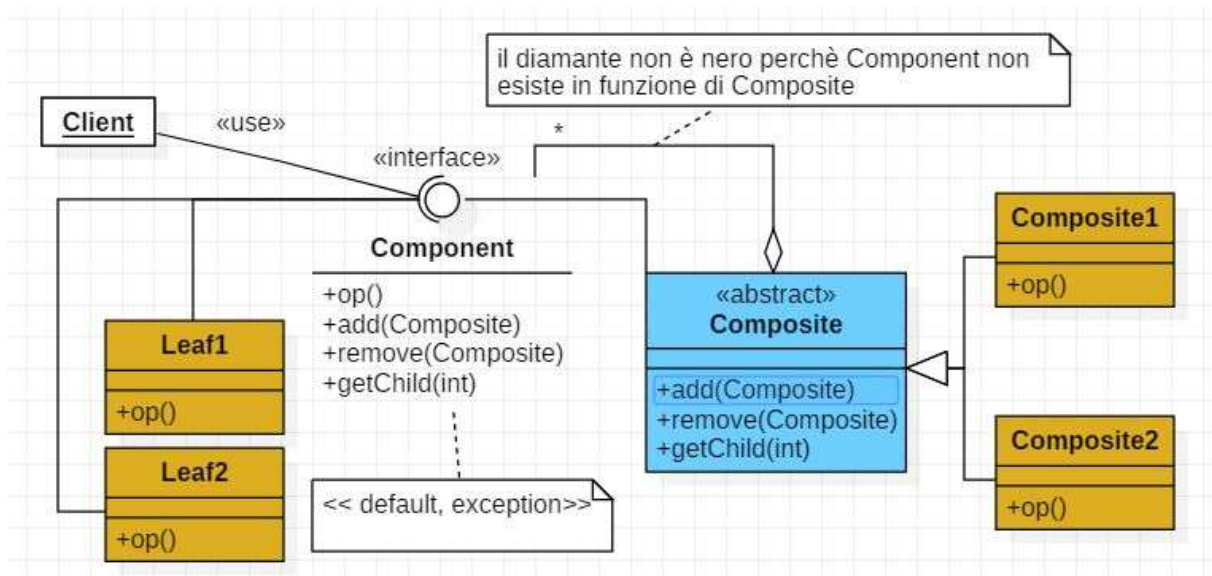 il diamante non è nero perchè Component non
esiste in funzione di Composite
Client
«use»
*
«interface»
Component
+op()
+add(Composite)
+remove(Composite)
+getChild(int)
Leaf1
+op()
Leaf2
+op()
<< default, exception>>
«abstract»
Composite
+add(Composite)
+remove(Composite)
+getChild(int)
Composite1
+op()
Composite2
+op()